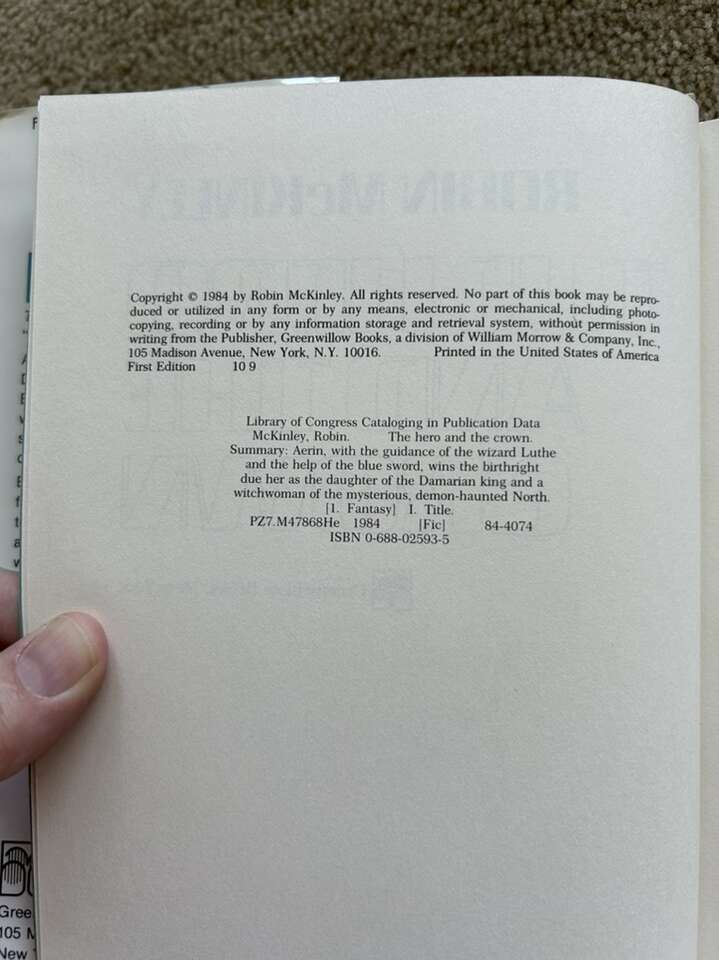 Copyright © 1984 by Robin McKinley. All rights reserved. No part of this book may be repro-
duced or utilized in any form or by any means, electronic or mechanical, including photo-
copying, recording or by any information storage and retrieval system, without permission in
writing from the Publisher, Greenwillow Books, a division of William Morrow & Company, Inc.,
105 Madison Avenue, New York, N.Y. 10016. Printed in the United States of America
First Edition 10 9
Library of Congress Cataloging in Publication Data
McKinley, Robin. The hero and the crown.
Summary: Aerin, with the guidance of the wizard Luthe
and the help of the blue sword, wins the birthright
due her as the daughter of the Damarian king and a
witchwoman of the mysterious, demon-haunted North.
[1. Fantasy] I. Title.
PZ7.M47868He 1984 [Fic] 84-4074
ISBN 0-688-02593-5
Gree
105 M
New